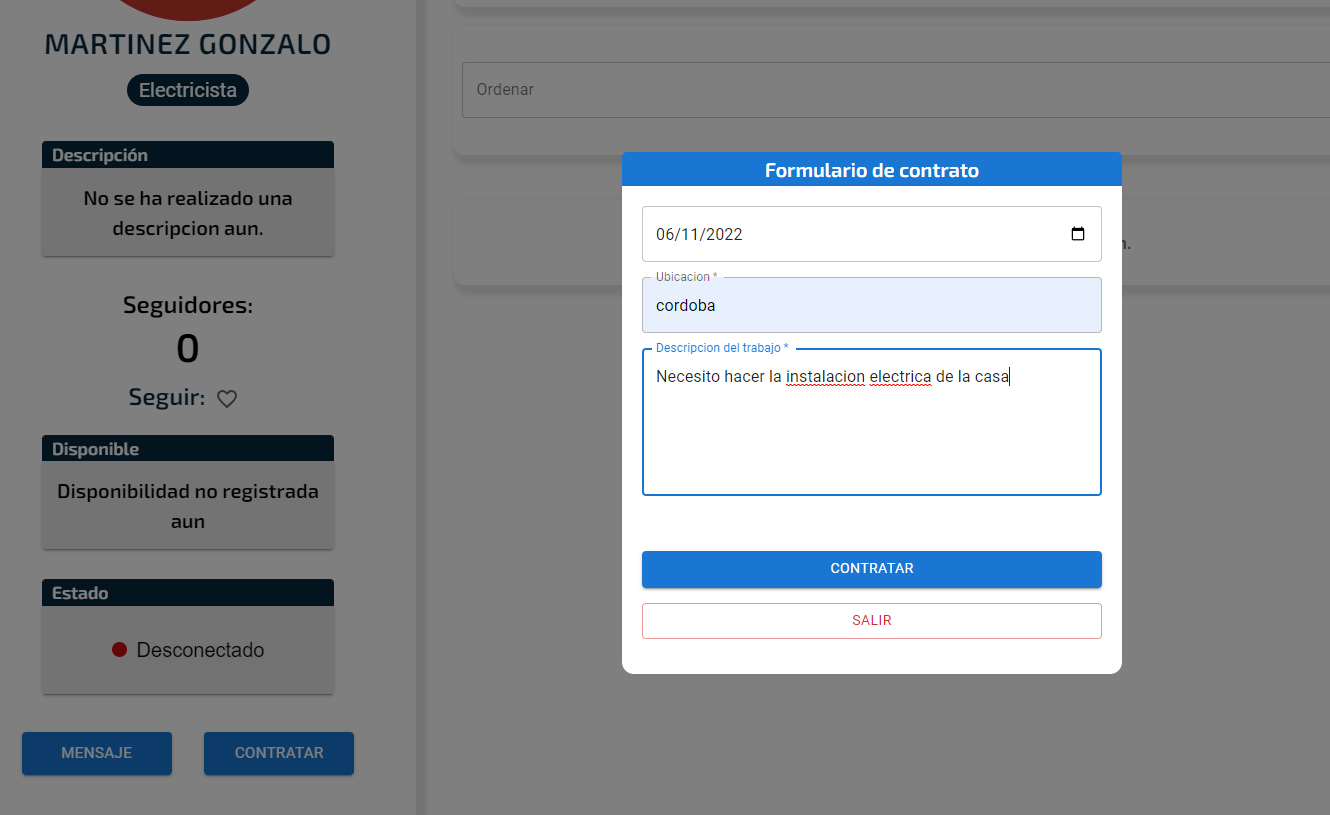 MARTINEZ GONZALO
Electricista
Descripción
No se ha realizado una
descripcion aun.
Seguidores:
0
Seguir:
Disponible
Disponibilidad no registrada
aun
Estado
Desconectado
MENSAJE
CONTRATAR
Ordenar
Formulario de contrato
06/11/2022
Ubicacion *
cordoba
Descripcion del trabajo *
Necesito hacer la instalacion electrica de la casa
CONTRATAR
SALIR